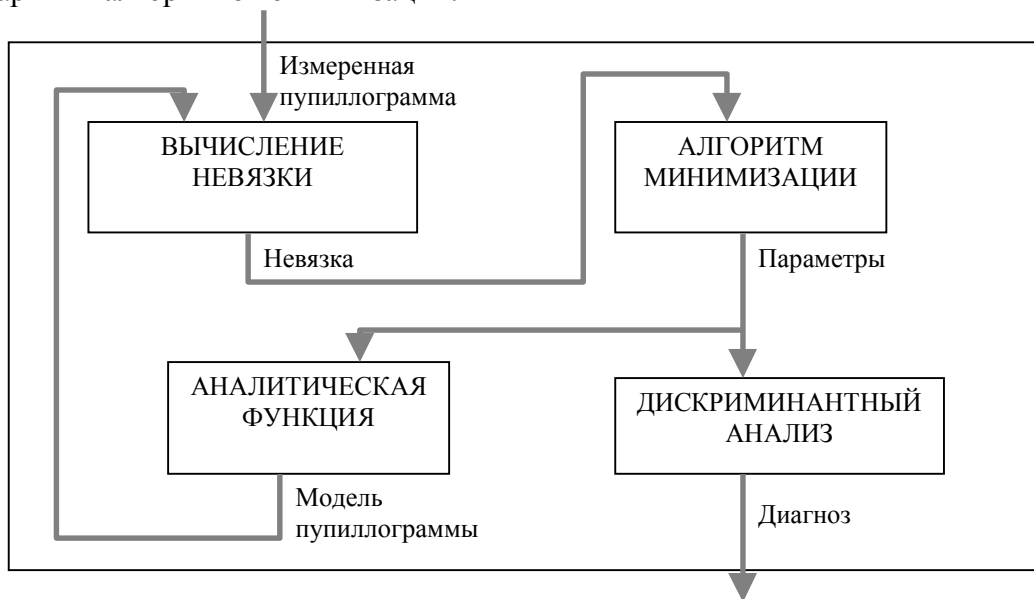 Измеренная
пупиллограмма
ВЫЧИСЛЕНИЕ
НЕВЯЗКИ
АЛГОРИТМ
МИНИМИЗАЦИИ
Невязка
Параметры
АНАЛИТИЧЕСКАЯ
ФУНКЦИЯ
ДИСКРИМИНАНТНЫЙ
АНАЛИЗ
Модель
пупиллограммы
Диагноз